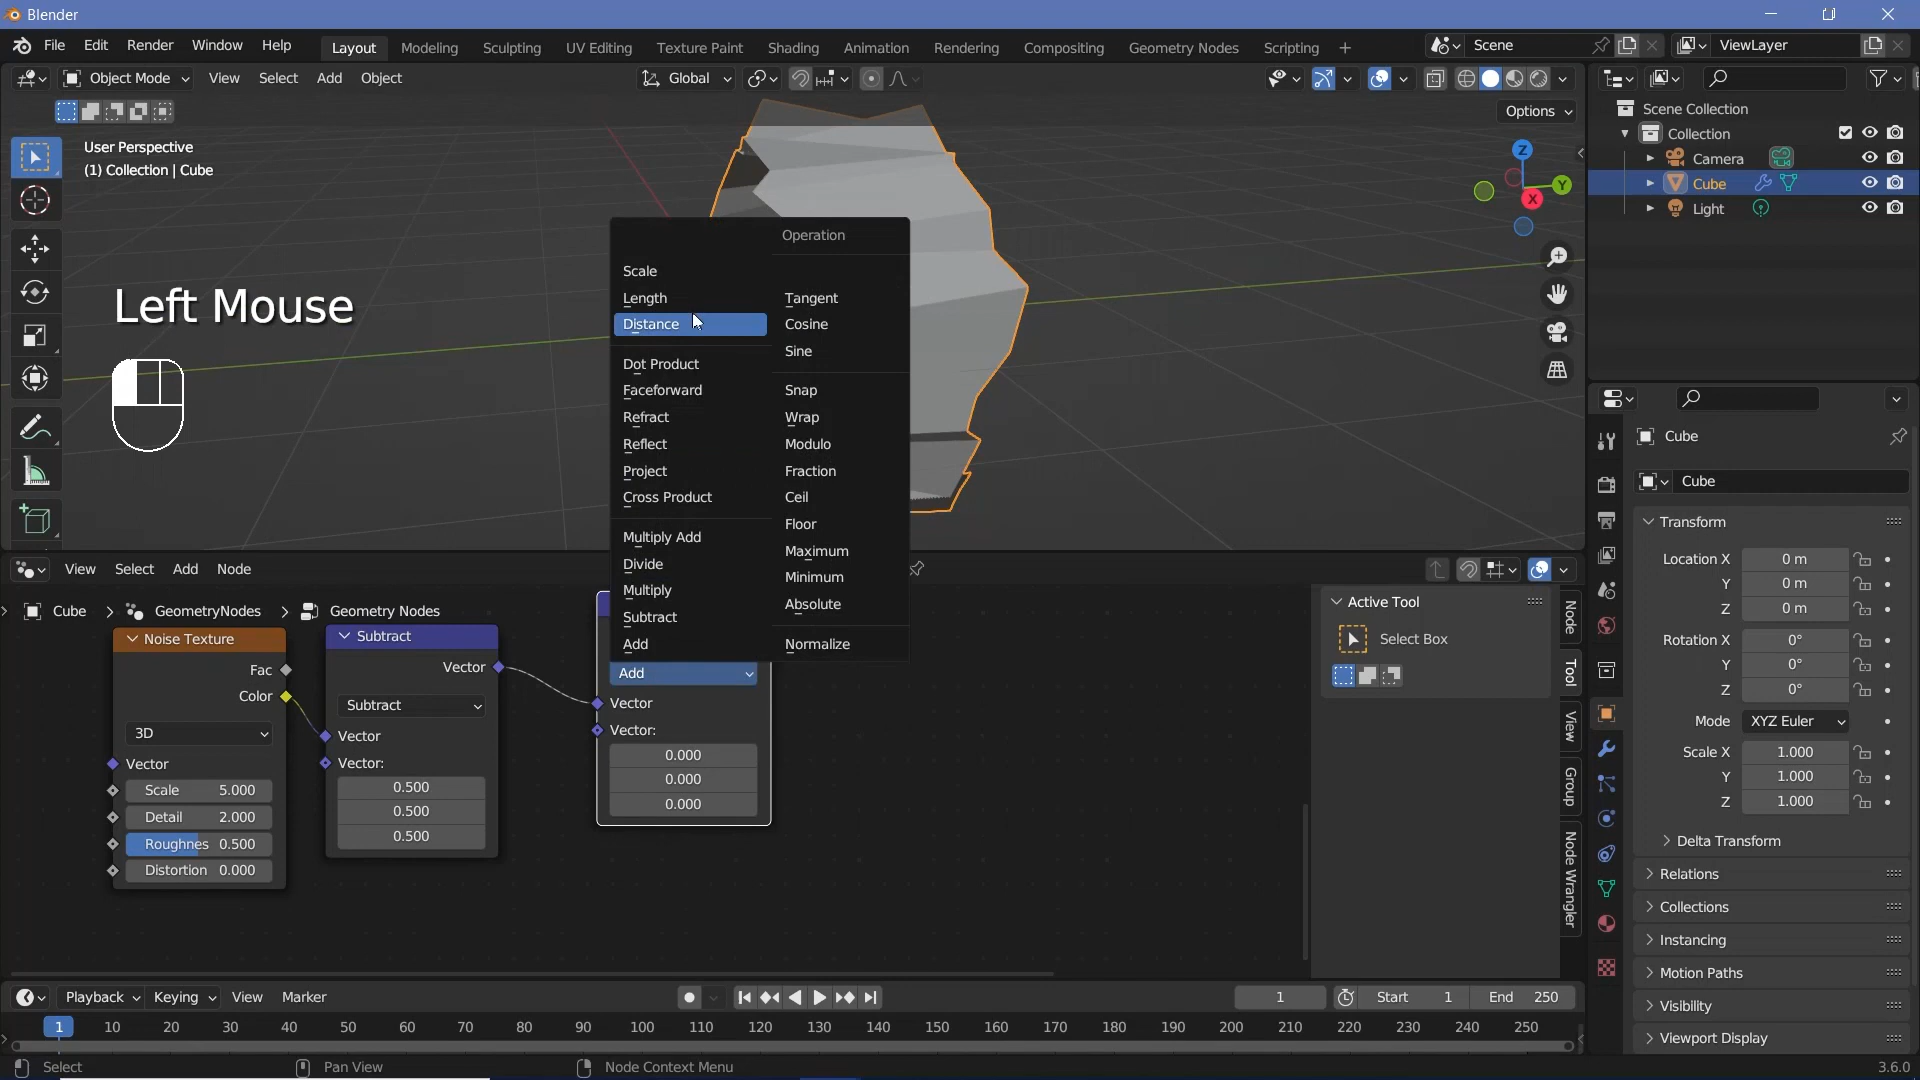 Blender
File Edit Render Window Help
Layout Modeling Sculpting UV Editing Texture Paint Shading Animation Rendering Compositing Geometry Nodes Scripting +
Scene
ViewLayer
Object Mode View Select Add Object
Global
Options
User Perspective
(1) Collection | Cube
Z
Y
X
Left Mouse
Operation
Scale
Length
Distance
Dot Product
Faceforward
Refract
Reflect
Project
Cross Product
Multiply Add
Divide
Multiply
Subtract
Add
Tangent
Cosine
Sine
Snap
Wrap
Modulo
Fraction
Ceil
Floor
Maximum
Minimum
Absolute
Normalize
Scene Collection
Collection
Camera
Cube
Light
Cube
Cube
Transform
Location X 0 m
Y 0 m
Z 0 m
Rotation X 0°
Y 0°
Z 0°
Mode XYZ Euler
Scale X 1.000
Y 1.000
Z 1.000
Delta Transform
Relations
Collections
Instancing
Motion Paths
Visibility
Viewport Display
View Select Add Node
Cube GeometryNodes Geometry Nodes
Noise Texture
Fac
Color
3D
Vector
Scale 5.000
Detail 2.000
Roughnes 0.500
Distortion 0.000
Subtract
Vector
Subtract
Vector
Vector:
0.500
0.500
0.500
Add
Vector
Vector:
0.000
0.000
0.000
Active Tool
Select Box
Node
Tool
View
Group
Node Wrangler
Playback Keying View Marker
1 Start 1 End 250
1 10 20 30 40 50 60 70 80 90 100 110 120 130 140 150 160 170 180 190 200 210 220 230 240 250
Select Pan View Node Context Menu 3.6.0